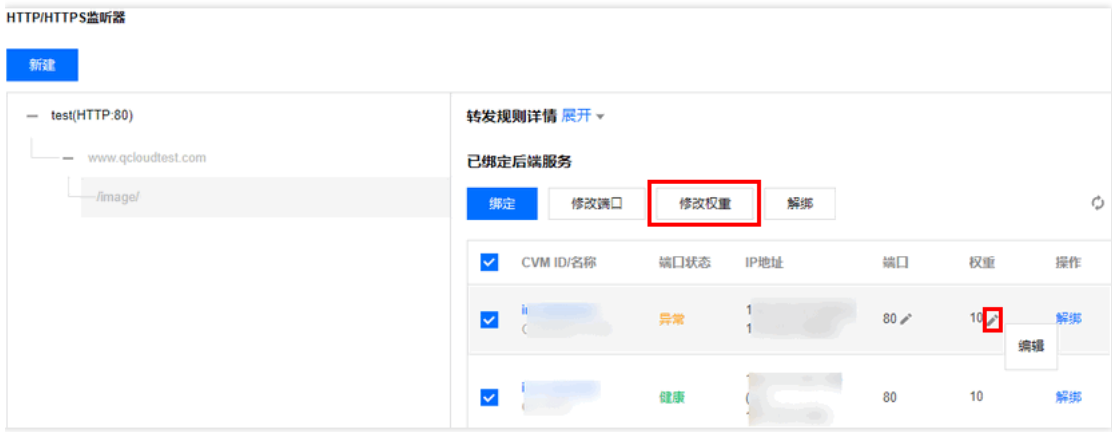 HTTP/HTTPS监听器
新建
test(HTTP:80)
www.qcloudtest.com
/image/
转发规则详情 展开
已绑定后端服务
绑定 修改端口 修改权重 解绑
CVM ID/名称 端口状态 IP地址 端口 权重 操作
异常 80 10 解绑
编辑
健康 80 10 解绑